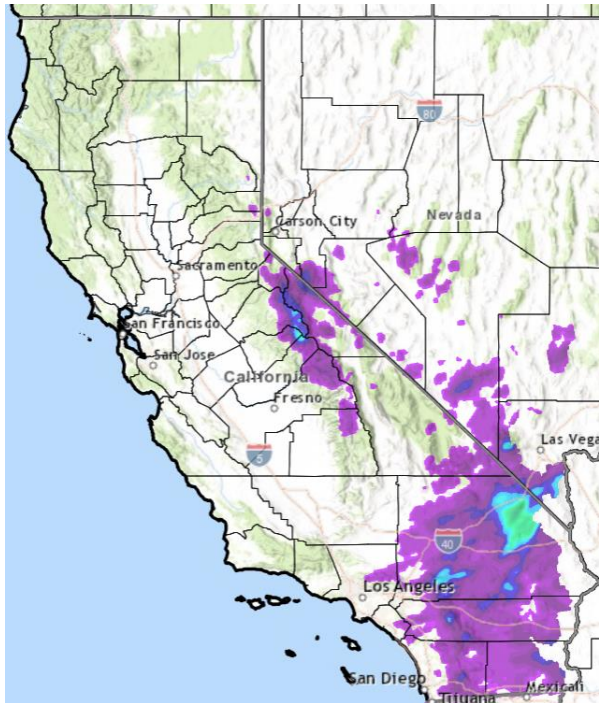 80
Carson City
Nevada
Sacramento
San Francisco
San Jose
California
Fresno
5
Las Vega
40
Los Angeles
San Diego
Tijuana
Mexicali